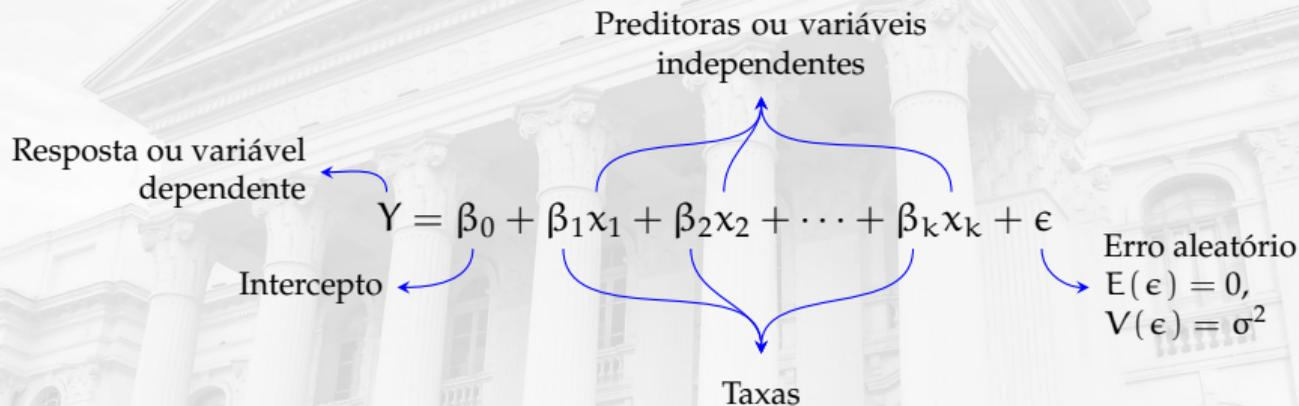 Preditoras ou variáveis
independentes
Resposta ou variável
dependente
Y = β₀ + β₁x₁ + β₂x₂ + ⋯ + βₖxₖ + ϵ
Intercepto
Erro aleatório
E(ϵ) = 0,
V(ϵ) = σ²
Taxas